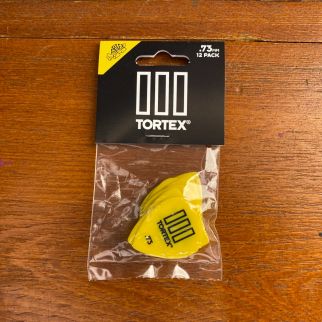 .73mm
12 PACK
TORTEX®
TORTEX
.73